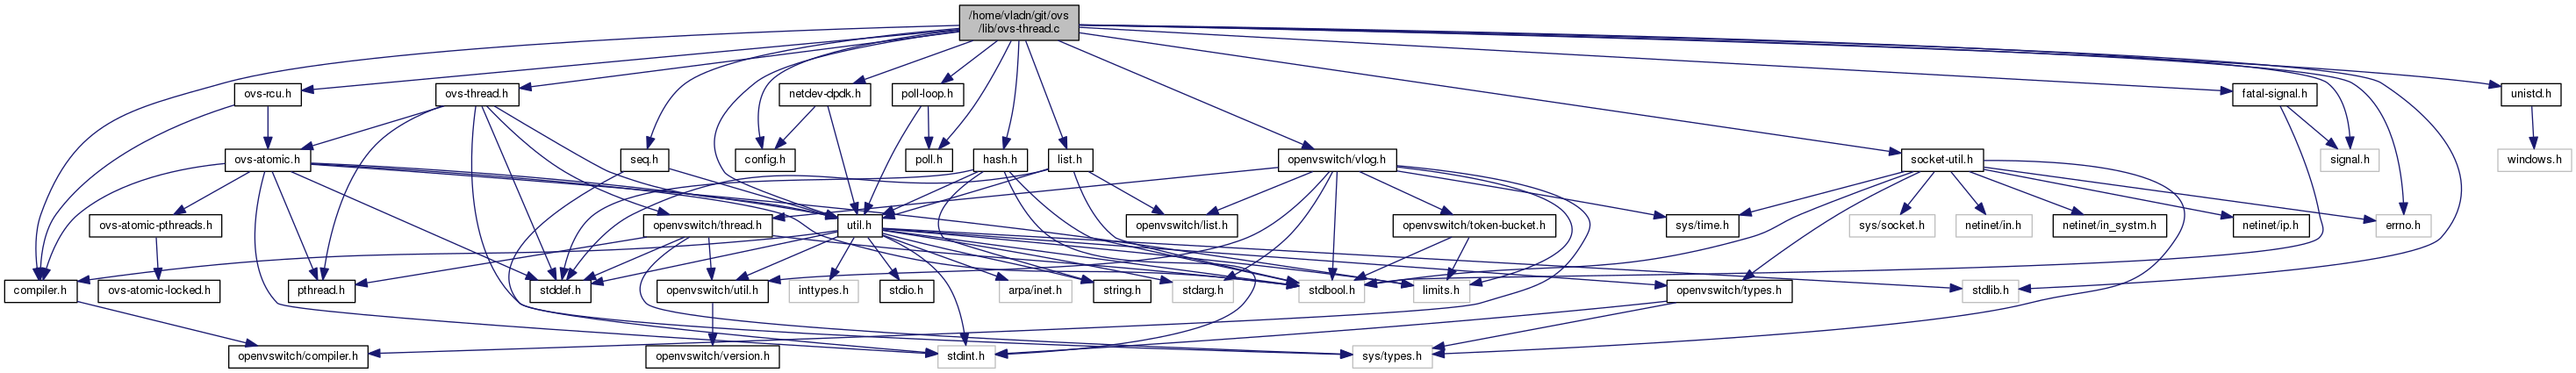 /home/vladn/git/ovs
/lib/ovs-thread.c
ovs-rcu.h
ovs-thread.h
netdev-dpdk.h
poll-loop.h
fatal-signal.h
unistd.h
ovs-atomic.h
seq.h
config.h
poll.h
hash.h
list.h
openvswitch/vlog.h
socket-util.h
signal.h
windows.h
ovs-atomic-pthreads.h
openvswitch/thread.h
util.h
openvswitch/list.h
openvswitch/token-bucket.h
sys/time.h
sys/socket.h
netinet/in.h
netinet/in_systm.h
netinet/ip.h
errno.h
compiler.h
ovs-atomic-locked.h
pthread.h
stddef.h
openvswitch/util.h
inttypes.h
stdio.h
arpa/inet.h
string.h
stdarg.h
stdbool.h
limits.h
openvswitch/types.h
stdlib.h
openvswitch/compiler.h
openvswitch/version.h
stdint.h
sys/types.h